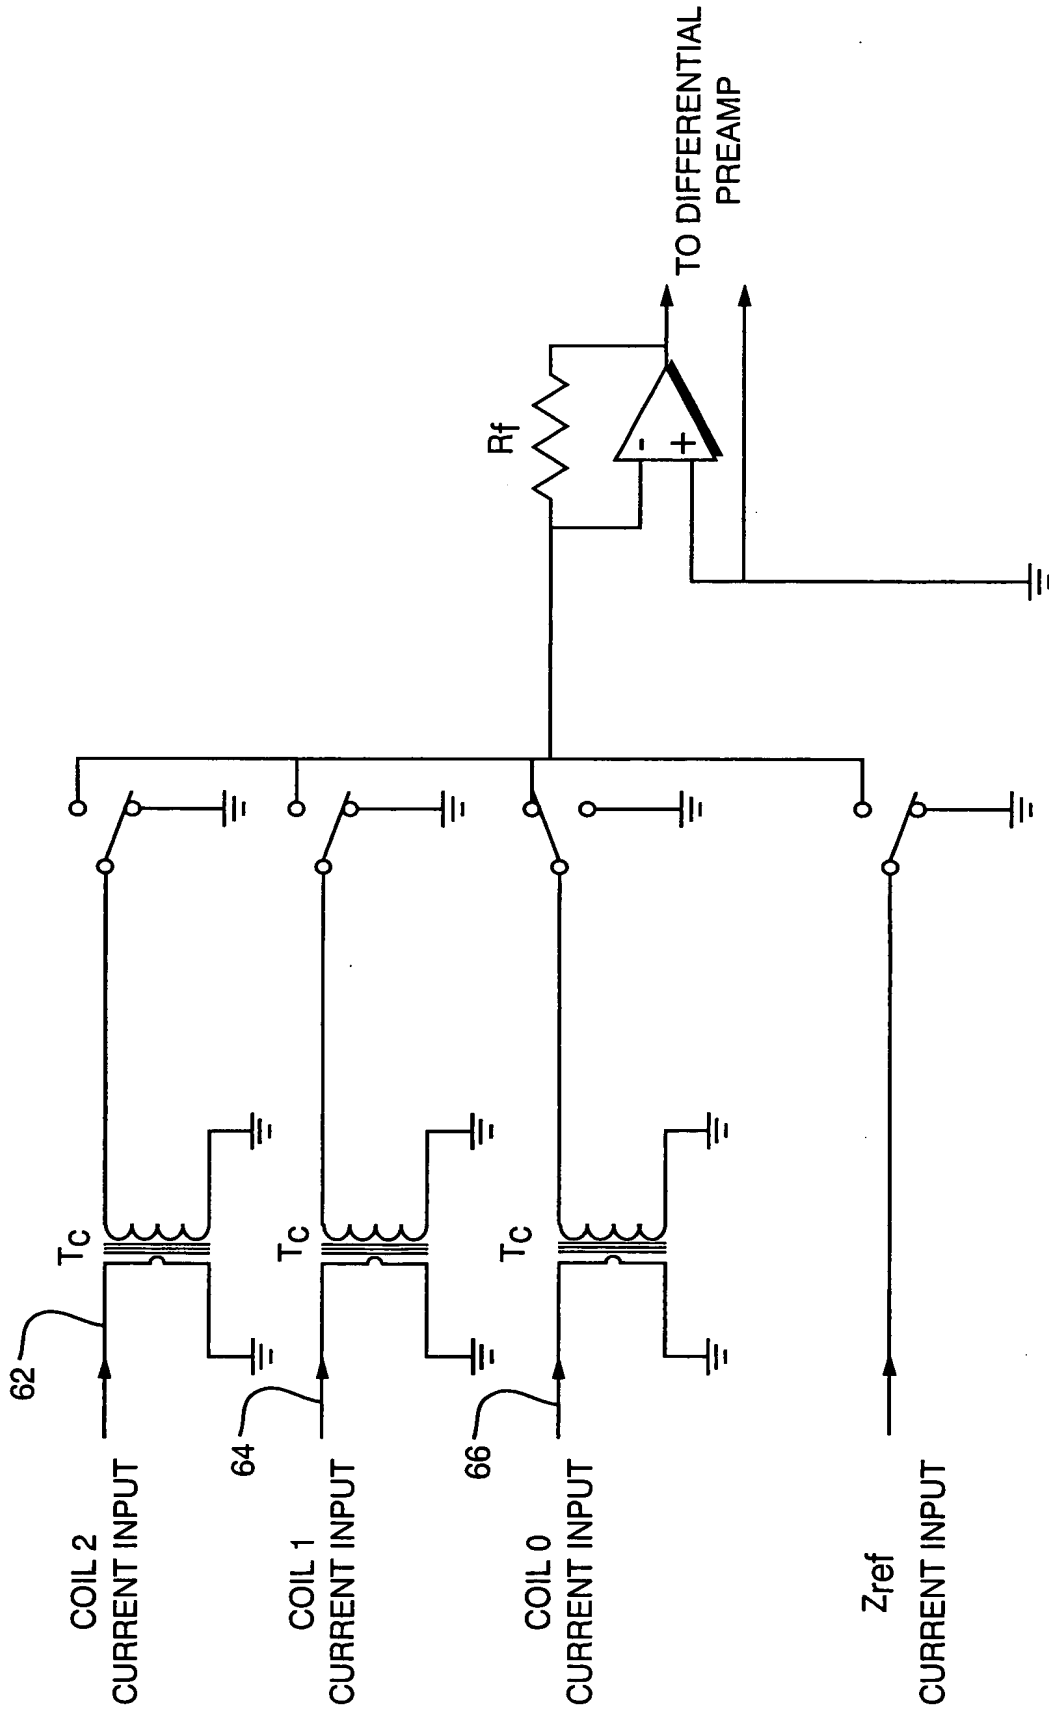 COIL 2
CURRENT INPUT
62
TC
COIL 1
CURRENT INPUT
64
TC
COIL 0
CURRENT INPUT
66
TC
Zref
CURRENT INPUT
Rf
-
+
TO DIFFERENTIAL
PREAMP